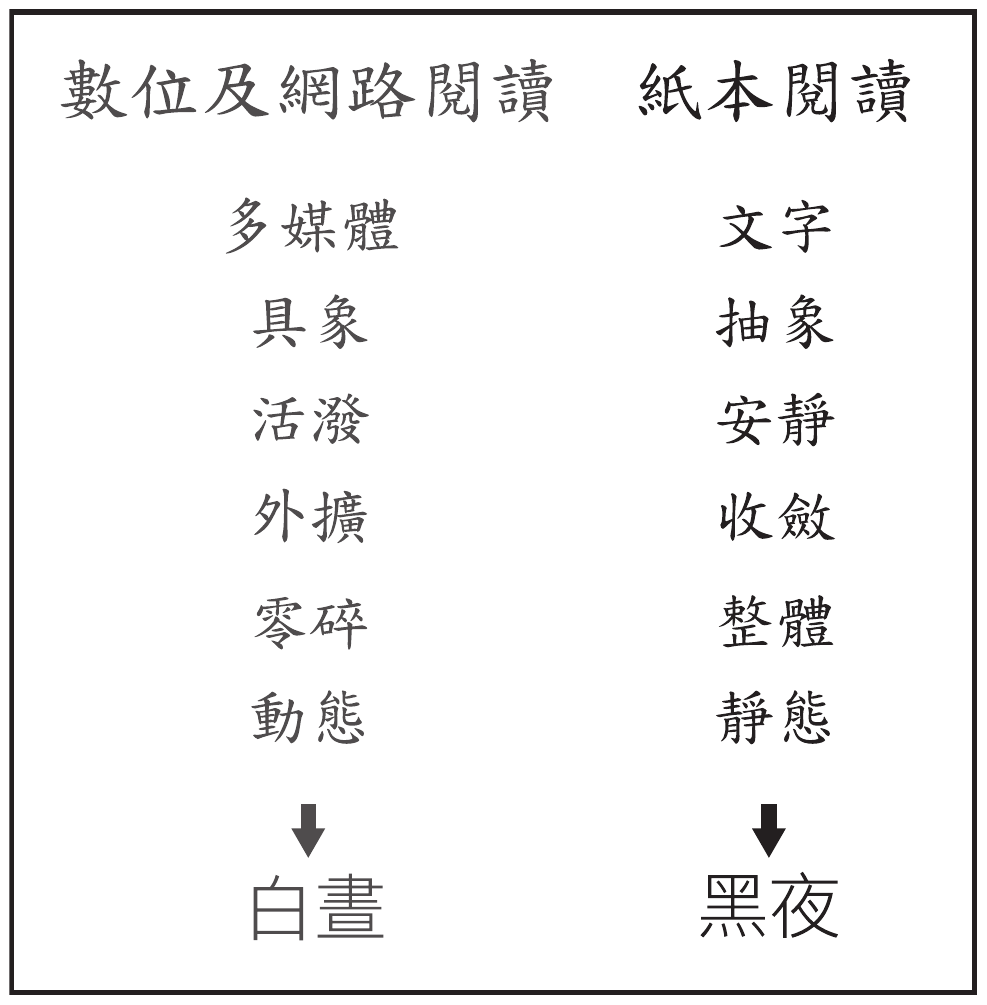 數位及網路閱讀 紙本閱讀
多媒體 文字
具象 抽象
活潑 安靜
外擴 收斂
零碎 整體
動態 靜態
白晝 黑夜